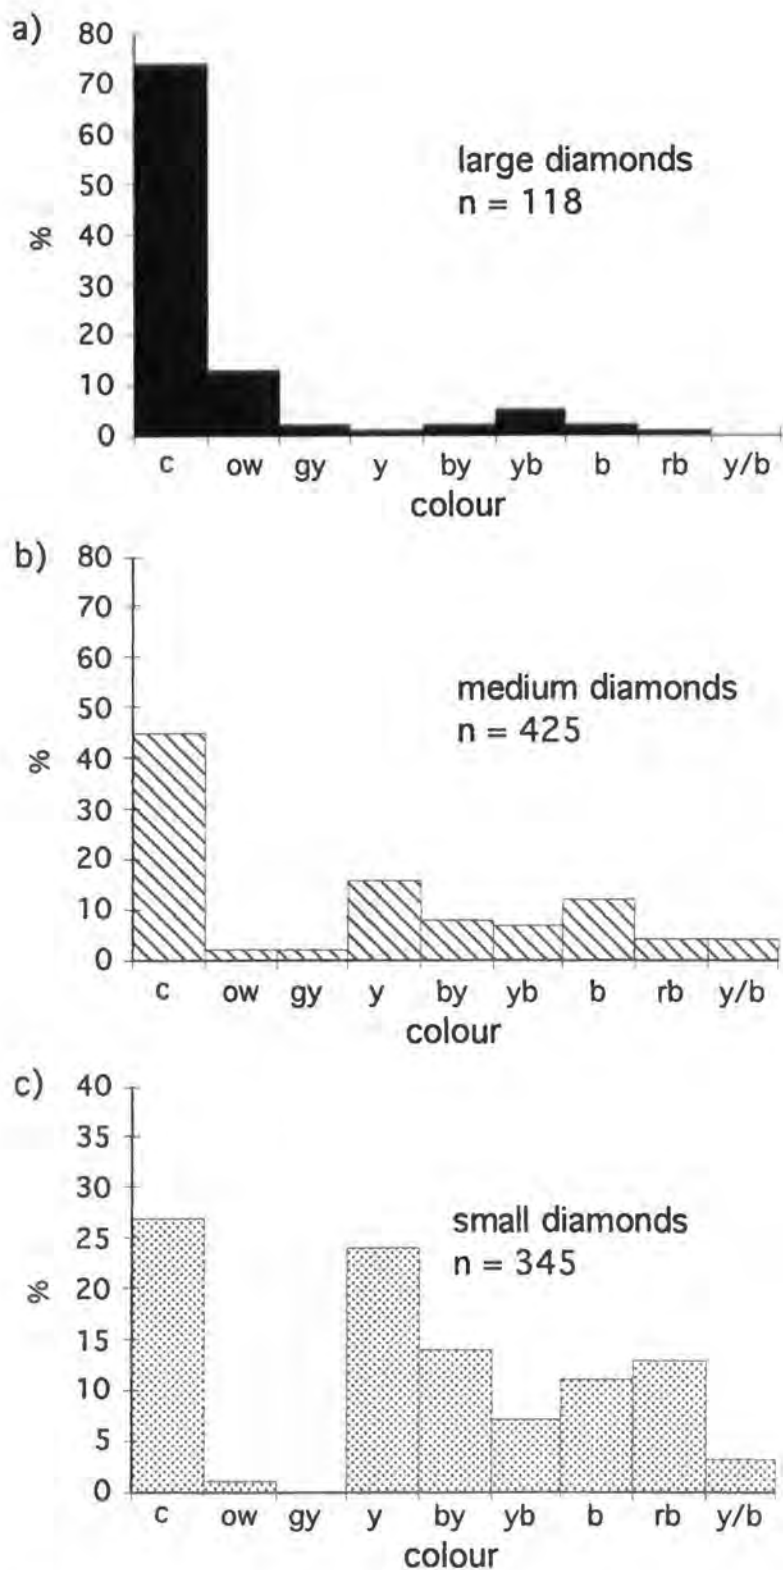 a)
80
70
60
50
40
30
20
10
0
%
large diamonds
n = 118
c ow gy y by yb b rb y/b
colour
b)
80
70
60
50
40
30
20
10
0
%
medium diamonds
n = 425
c ow gy y by yb b rb y/b
colour
c)
40
35
30
25
20
15
10
5
0
%
small diamonds
n = 345
c ow gy y by yb b rb y/b
colour